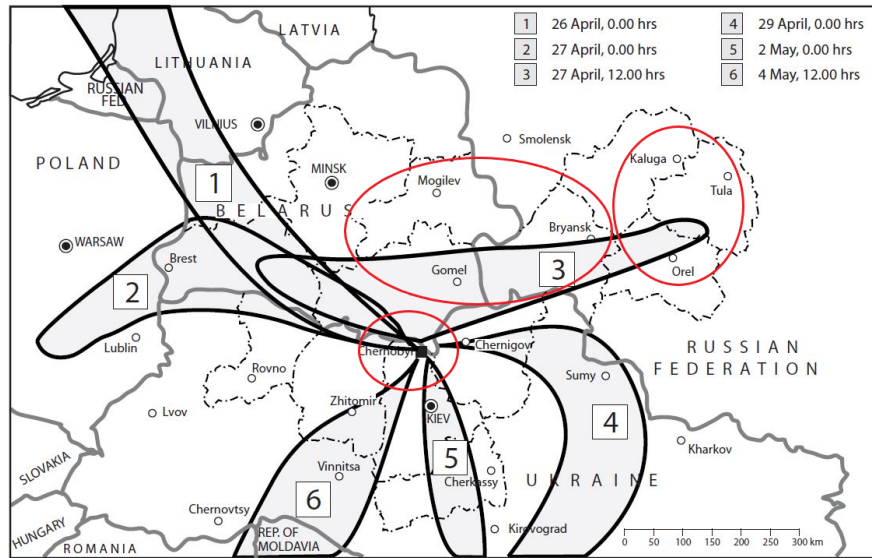 1 26 April, 0.00 hrs
2 27 April, 0.00 hrs
3 27 April, 12.00 hrs
4 29 April, 0.00 hrs
5 2 May, 0.00 hrs
6 4 May, 12.00 hrs
LATVIA
LITHUANIA
RUSSIAN
FED.
VILNIUS
Smolensk
Kaluga
POLAND
MINSK
Mogilev
Tula
1
BELARUS
WARSAW
Brest
Bryansk
Gomel
3
Orel
2
Lublin
Chernobyl
Chernigov
RUSSIAN
FEDERATION
Rovno
Sumy
Zhitomir
KIEV
Lvov
4
Kharkov
5
SLOVAKIA
Vinnitsa
6
Cherkassy
UKRAINE
Chernovtsy
HUNGARY
REP. OF
MOLDAVIA
Kirovograd
ROMANIA
0 50 100 150 200 300 km